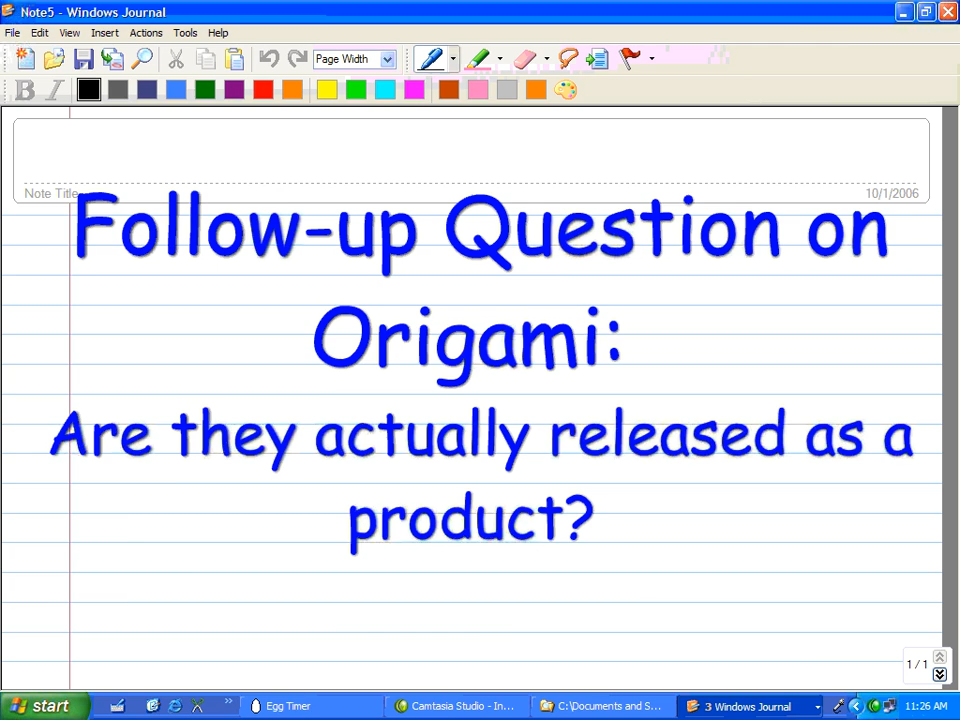 Note5 - Windows Journal
File Edit View Insert Actions Tools Help
Page Width
B I
Note Title
10/1/2006
Follow-up Question on
Origami:
Are they actually released as a
product?
1 / 1
start
Egg Timer
Camtasia Studio - In...
C:\Documents and S...
3 Windows Journal
11:26 AM